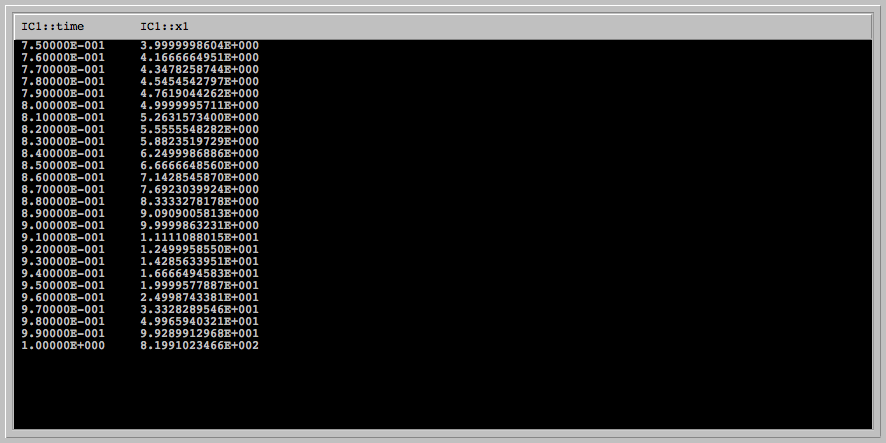 IC1::time IC1::x1
7.50000E-001 3.9999998604E+000
7.60000E-001 4.1666664951E+000
7.70000E-001 4.3478258744E+000
7.80000E-001 4.5454542797E+000
7.90000E-001 4.7619044262E+000
8.00000E-001 4.9999995711E+000
8.10000E-001 5.2631573400E+000
8.20000E-001 5.5555548282E+000
8.30000E-001 5.8823519729E+000
8.40000E-001 6.2499986886E+000
8.50000E-001 6.6666648560E+000
8.60000E-001 7.1428545870E+000
8.70000E-001 7.6923039924E+000
8.80000E-001 8.3333278178E+000
8.90000E-001 9.0909005813E+000
9.00000E-001 9.9999863231E+000
9.10000E-001 1.1111088015E+001
9.20000E-001 1.2499958550E+001
9.30000E-001 1.4285633951E+001
9.40000E-001 1.6666494583E+001
9.50000E-001 1.9999577887E+001
9.60000E-001 2.4998743381E+001
9.70000E-001 3.3328289546E+001
9.80000E-001 4.9965940321E+001
9.90000E-001 9.9289912968E+001
1.00000E+000 8.1991023466E+002